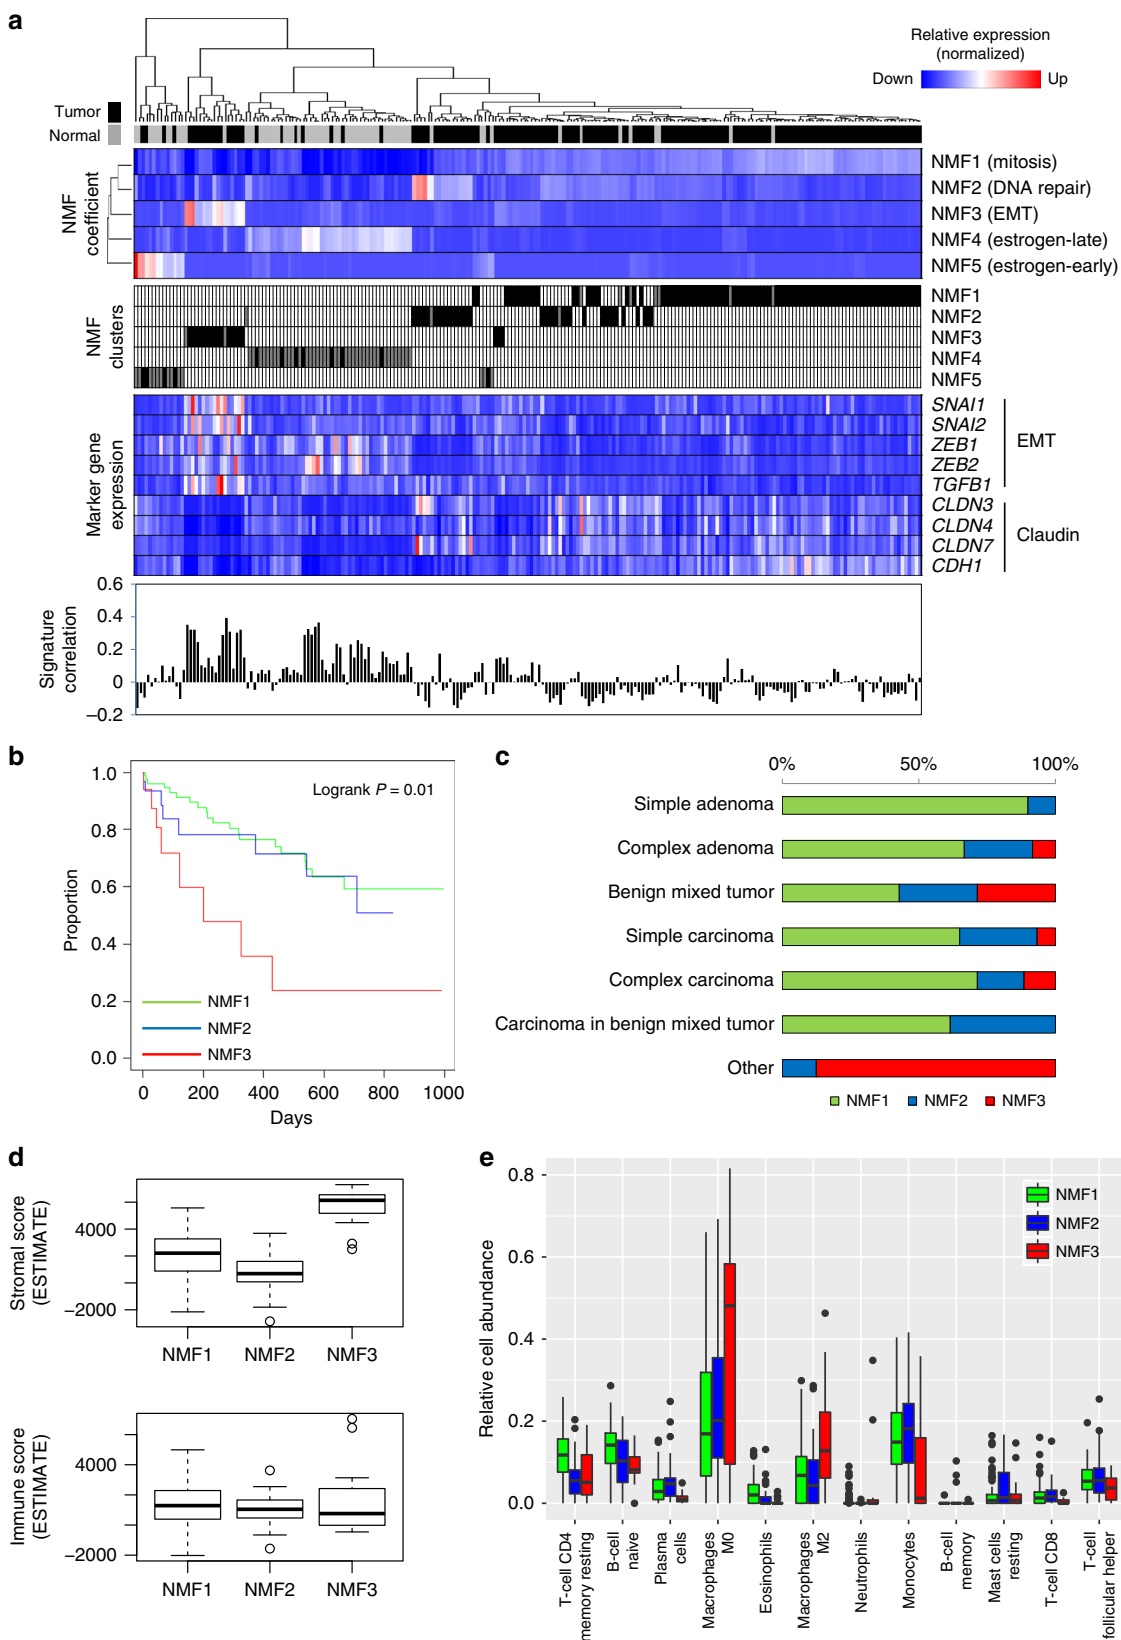 a
Relative expression
(normalized)
Down
Up
Tumor
Normal
NMF
coefficient
NMF1 (mitosis)
NMF2 (DNA repair)
NMF3 (EMT)
NMF4 (estrogen-late)
NMF5 (estrogen-early)
NMF
clusters
NMF1
NMF2
NMF3
NMF4
NMF5
Marker gene
expression
SNAI1
SNAI2
ZEB1
ZEB2
TGFB1
CLDN3
CLDN4
CLDN7
CDH1
EMT
Claudin
Signature
correlation
0.6
0.4
0.2
0
−0.2
b
Logrank P = 0.01
Proportion
1.0
0.8
0.6
0.4
0.2
0.0
NMF1
NMF2
NMF3
0 200 400 600 800 1000
Days
c
0% 50% 100%
Simple adenoma
Complex adenoma
Benign mixed tumor
Simple carcinoma
Complex carcinoma
Carcinoma in benign mixed tumor
Other
NMF1 NMF2 NMF3
d
Stromal score
(ESTIMATE)
4000
−2000
NMF1 NMF2 NMF3
Immune score
(ESTIMATE)
4000
−2000
NMF1 NMF2 NMF3
e
Relative cell abundance
0.8
0.6
0.4
0.2
0.0
NMF1
NMF2
NMF3
T-cell CD4
memory resting
B-cell
naive
Plasma
cells
Macrophages
M0
Eosinophils
Macrophages
M2
Neutrophils
Monocytes
B-cell
memory
Mast cells
resting
T-cell CD8
T-cell
follicular helper